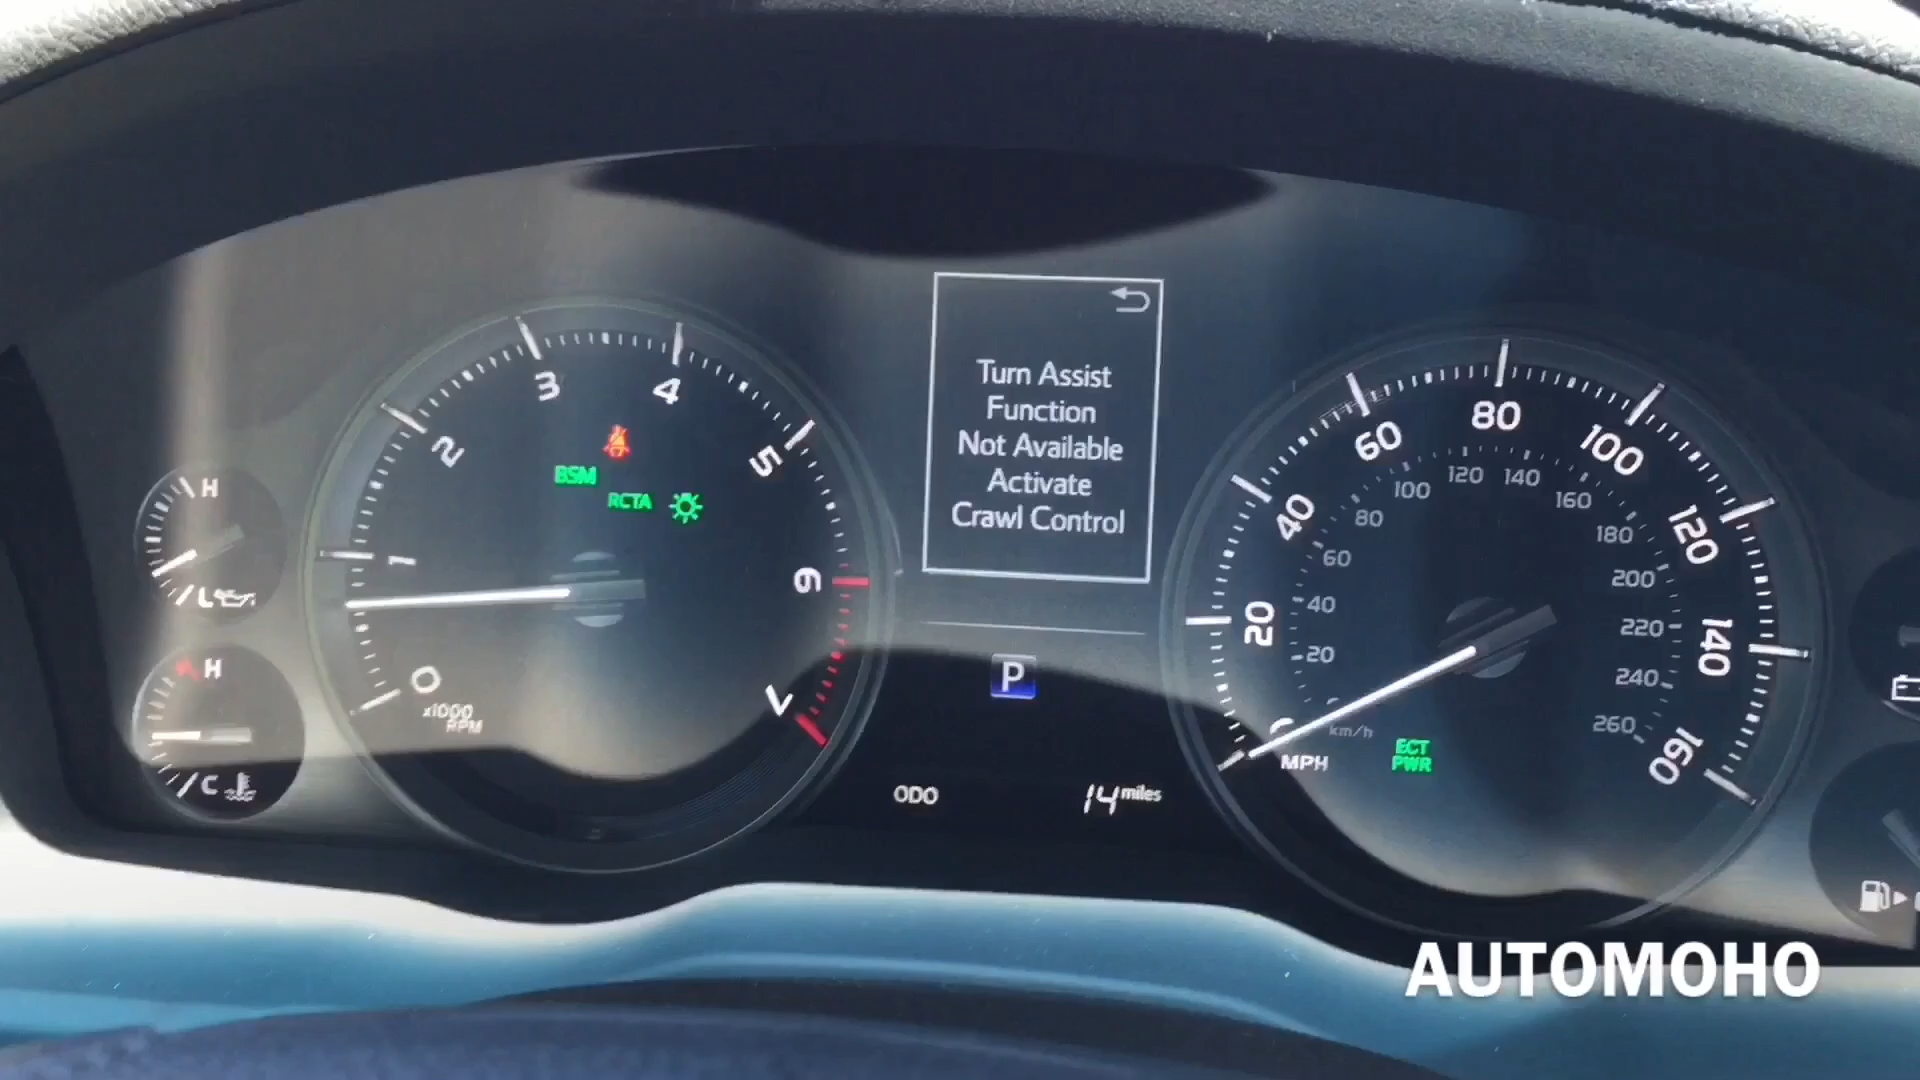 Turn Assist
Function
Not Available
Activate
Crawl Control
H
L
H
C
0
1
2
3
4
5
6
7
x1000
RPM
BSM
RCTA
P
ODO
14 miles
20
40
60
80
100
120
140
160
20
40
60
80
100
120
140
160
180
200
220
240
260
km/h
MPH
ECT
PWR
AUTOMOHO